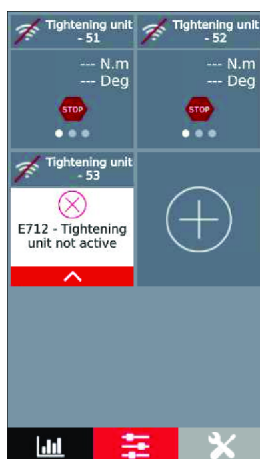 Tightening unit
- 51
Tightening unit
- 52
--- N.m
--- Deg
--- N.m
--- Deg
STOP
STOP
Tightening unit
- 53
E712 - Tightening
unit not active